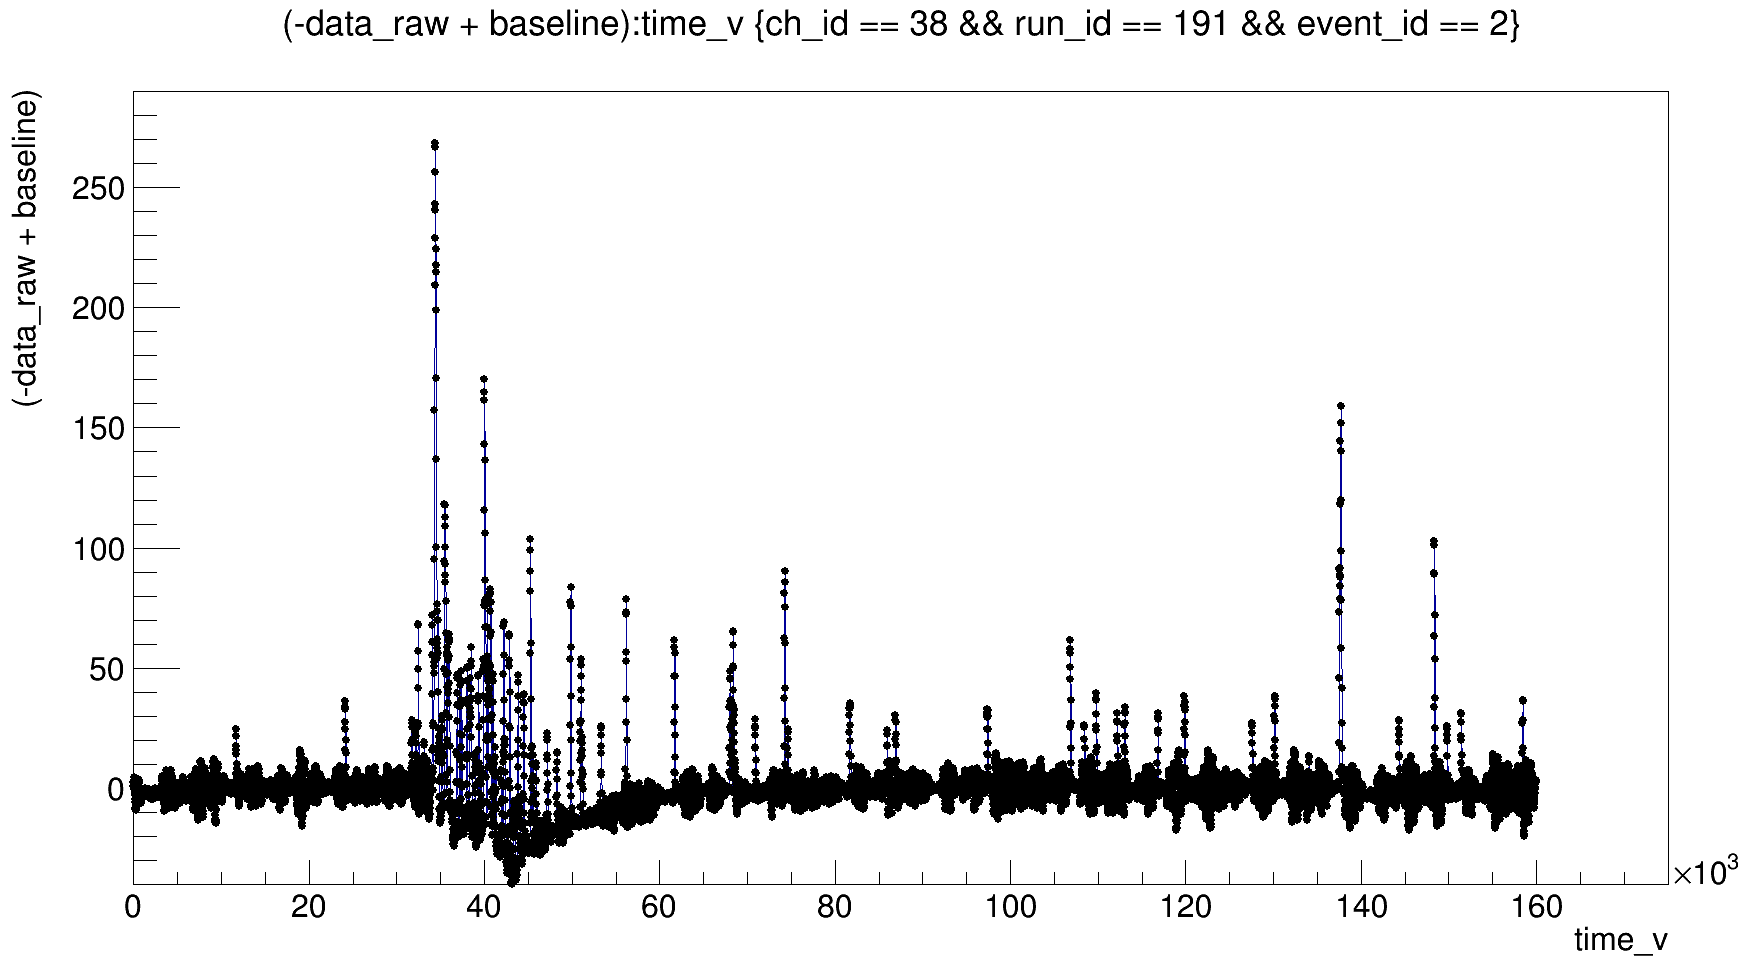 (-data_raw + baseline):time_v {ch_id == 38 && run_id == 191 && event_id == 2}
(-data_raw + baseline)
250
200
150
100
50
0
0 20 40 60 80 100 120 140 160
×10³
time_v